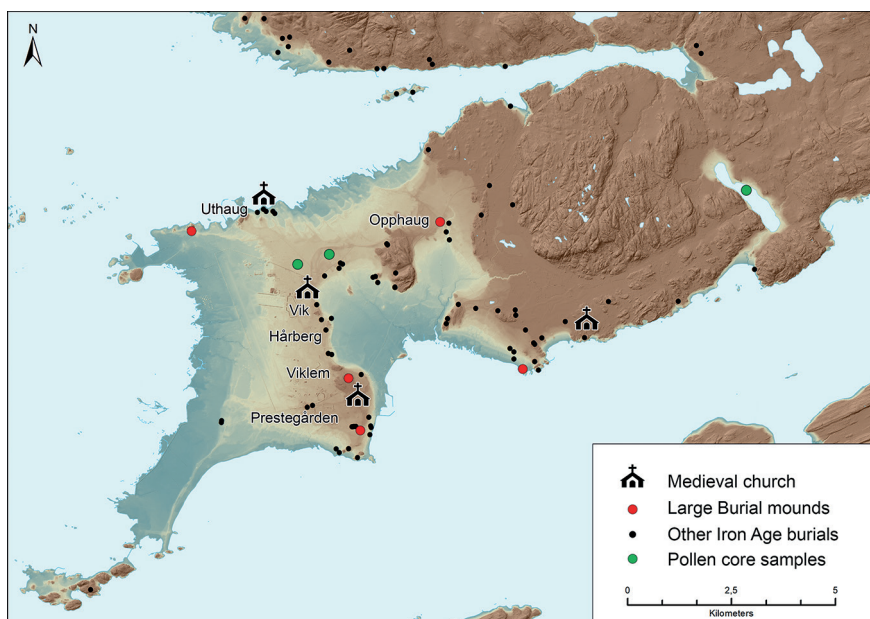 N
Uthaug
Opphaug
Vik
Hårberg
Viklem
Prestegården
Medieval church
Large Burial mounds
Other Iron Age burials
Pollen core samples
0 2,5 5
Kilometers